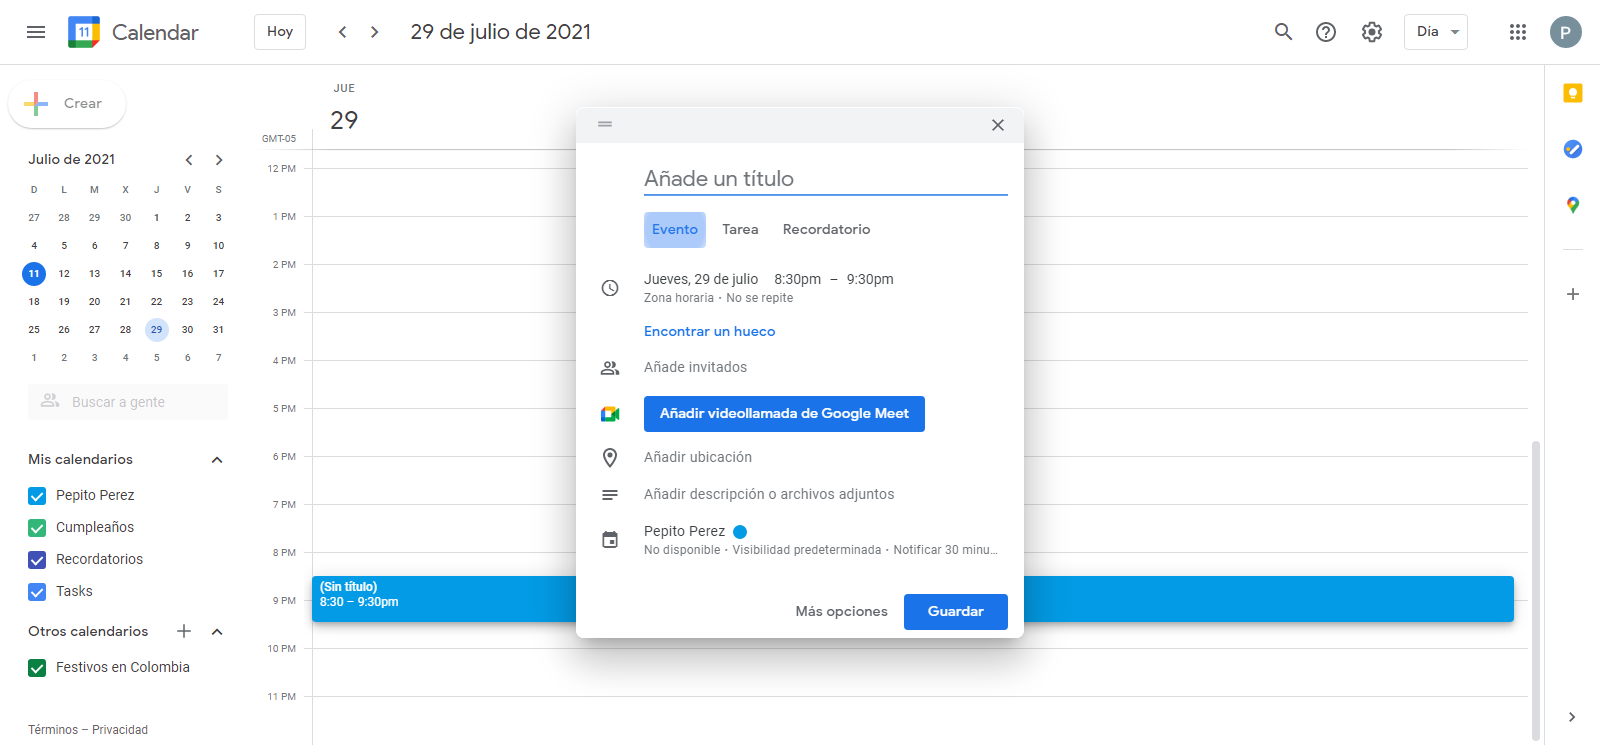 11 Calendar Hoy 29 de julio de 2021 Día P
Crear
Julio de 2021
D L M X J V S
27 28 29 30 1 2 3
4 5 6 7 8 9 10
11 12 13 14 15 16 17
18 19 20 21 22 23 24
25 26 27 28 29 30 31
1 2 3 4 5 6 7
Buscar a gente
Mis calendarios
Pepito Perez
Cumpleaños
Recordatorios
Tasks
Otros calendarios
Festivos en Colombia
Términos – Privacidad
JUE
29
GMT-05
12 PM
1 PM
2 PM
3 PM
4 PM
5 PM
6 PM
7 PM
8 PM
9 PM
10 PM
11 PM
(Sin título)
8:30 – 9:30pm
Añade un título
Evento Tarea Recordatorio
Jueves, 29 de julio 8:30pm – 9:30pm
Zona horaria • No se repite
Encontrar un hueco
Añade invitados
Añadir videollamada de Google Meet
Añadir ubicación
Añadir descripción o archivos adjuntos
Pepito Perez
No disponible • Visibilidad predeterminada • Notificar 30 minu...
Más opciones Guardar